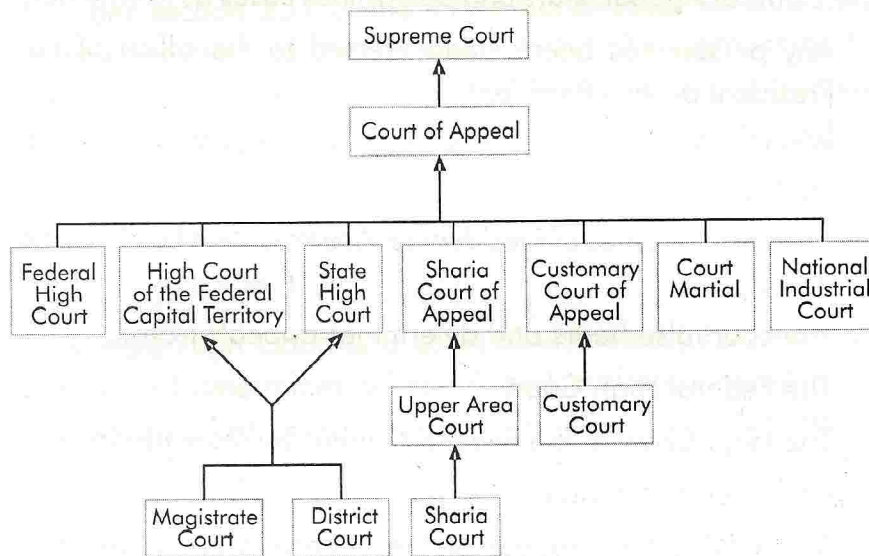 Supreme Court
Court of Appeal
Federal
High
Court
High Court
of the Federal
Capital Territory
State
High
Court
Sharia
Court of
Appeal
Customary
Court of
Appeal
Court
Martial
National
Industrial
Court
Upper Area
Court
Customary
Court
Magistrate
Court
District
Court
Sharia
Court